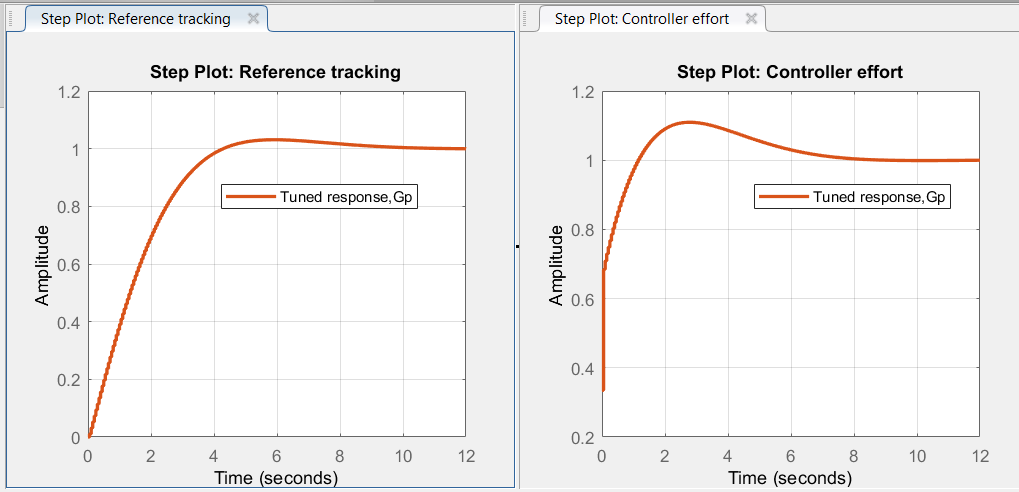 Step Plot: Reference tracking
Step Plot: Reference tracking
1.2
1
0.8
0.6
0.4
0.2
0
Amplitude
Tuned response,Gp
0 2 4 6 8 10 12
Time (seconds)
Step Plot: Controller effort
Step Plot: Controller effort
1.2
1
0.8
0.6
0.4
0.2
Amplitude
Tuned response,Gp
0 2 4 6 8 10 12
Time (seconds)